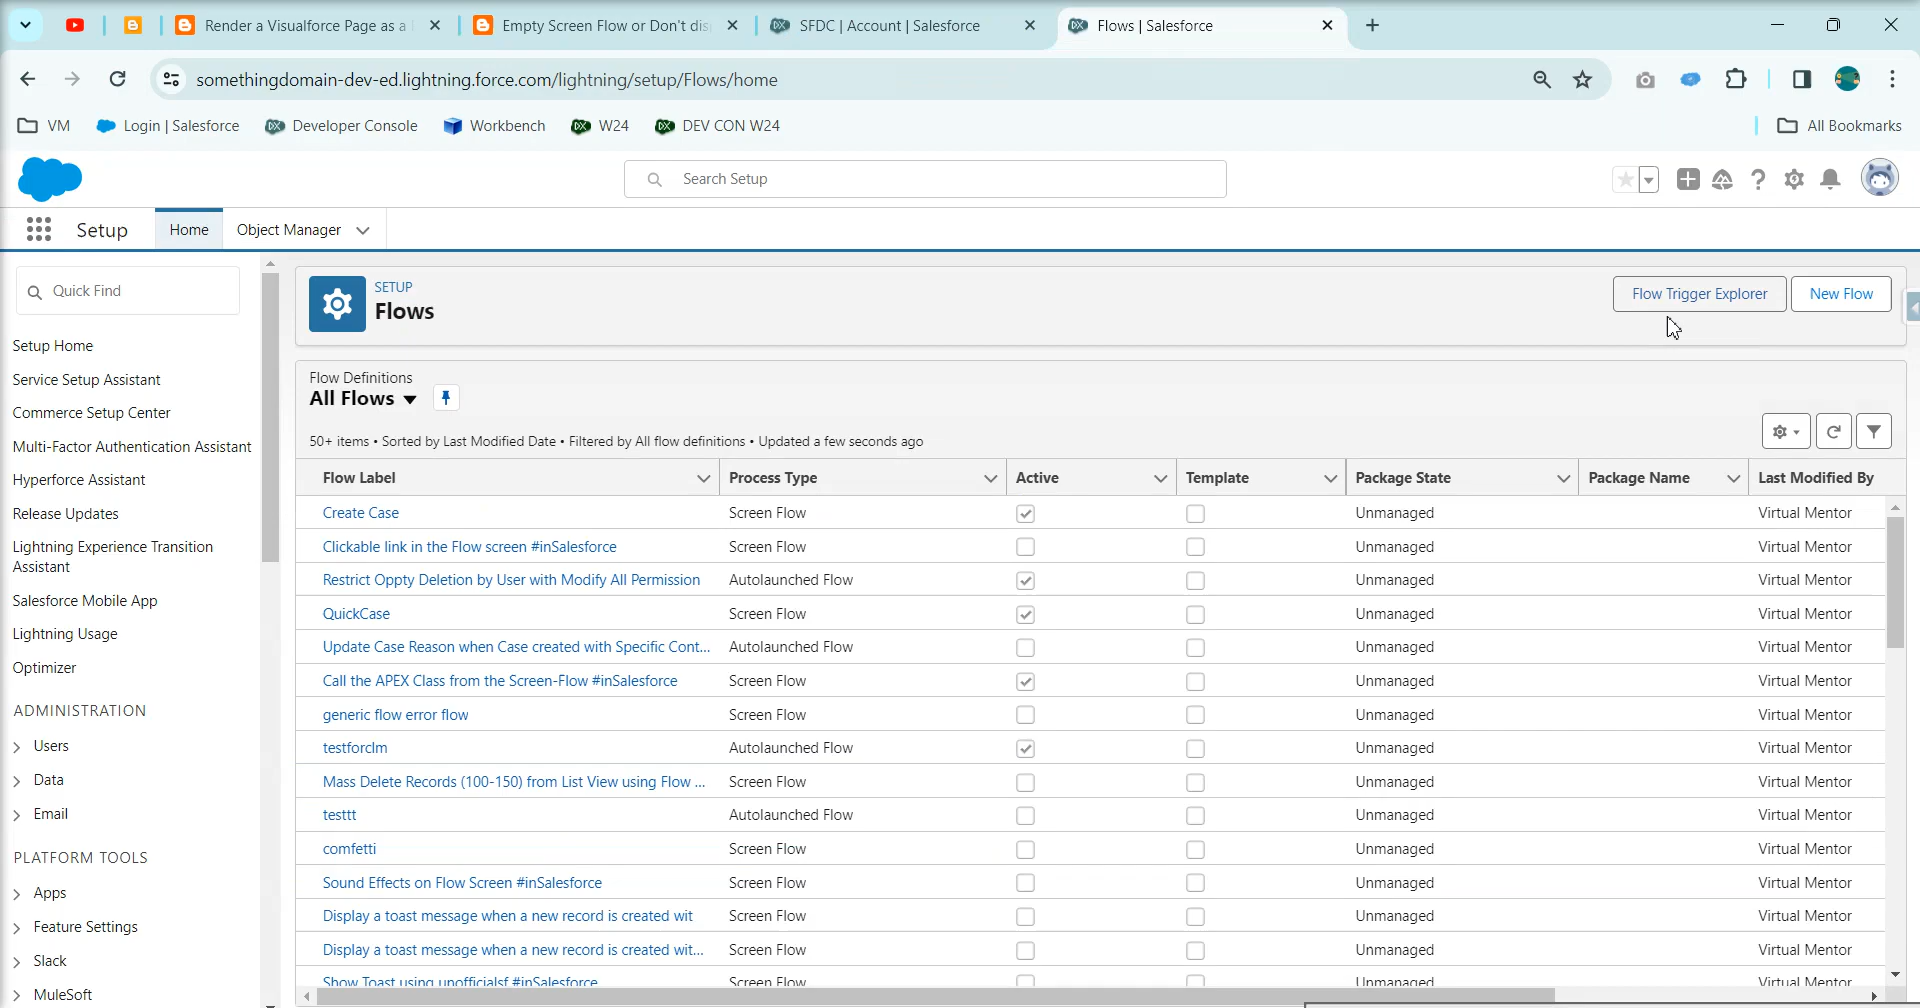 Render a Visualforce Page as a
Empty Screen Flow or Don't dis
SFDC | Account | Salesforce
Flows | Salesforce
somethingdomain-dev-ed.lightning.force.com/lightning/setup/Flows/home
VM
Login | Salesforce
Developer Console
Workbench
W24
DEV CON W24
All Bookmarks
Search Setup
Setup
Home
Object Manager
Quick Find
Setup Home
Service Setup Assistant
Commerce Setup Center
Multi-Factor Authentication Assistant
Hyperforce Assistant
Release Updates
Lightning Experience Transition
Assistant
Salesforce Mobile App
Lightning Usage
Optimizer
ADMINISTRATION
Users
Data
Email
PLATFORM TOOLS
Apps
Feature Settings
Slack
MuleSoft
SETUP
Flows
Flow Trigger Explorer
New Flow
Flow Definitions
All Flows
50+ items • Sorted by Last Modified Date • Filtered by All flow definitions • Updated a few seconds ago
Flow Label Process Type Active Template Package State Package Name Last Modified By
Create Case Screen Flow Unmanaged Virtual Mentor
Clickable link in the Flow screen #inSalesforce Screen Flow Unmanaged Virtual Mentor
Restrict Oppty Deletion by User with Modify All Permission Autolaunched Flow Unmanaged Virtual Mentor
QuickCase Screen Flow Unmanaged Virtual Mentor
Update Case Reason when Case created with Specific Cont... Autolaunched Flow Unmanaged Virtual Mentor
Call the APEX Class from the Screen-Flow #inSalesforce Screen Flow Unmanaged Virtual Mentor
generic flow error flow Screen Flow Unmanaged Virtual Mentor
testforclm Autolaunched Flow Unmanaged Virtual Mentor
Mass Delete Records (100-150) from List View using Flow ... Screen Flow Unmanaged Virtual Mentor
testtt Autolaunched Flow Unmanaged Virtual Mentor
comfetti Screen Flow Unmanaged Virtual Mentor
Sound Effects on Flow Screen #inSalesforce Screen Flow Unmanaged Virtual Mentor
Display a toast message when a new record is created wit Screen Flow Unmanaged Virtual Mentor
Display a toast message when a new record is created wit... Screen Flow Unmanaged Virtual Mentor
Show Toast using unofficialsf #inSalesforce Screen Flow Unmanaged Virtual Mentor